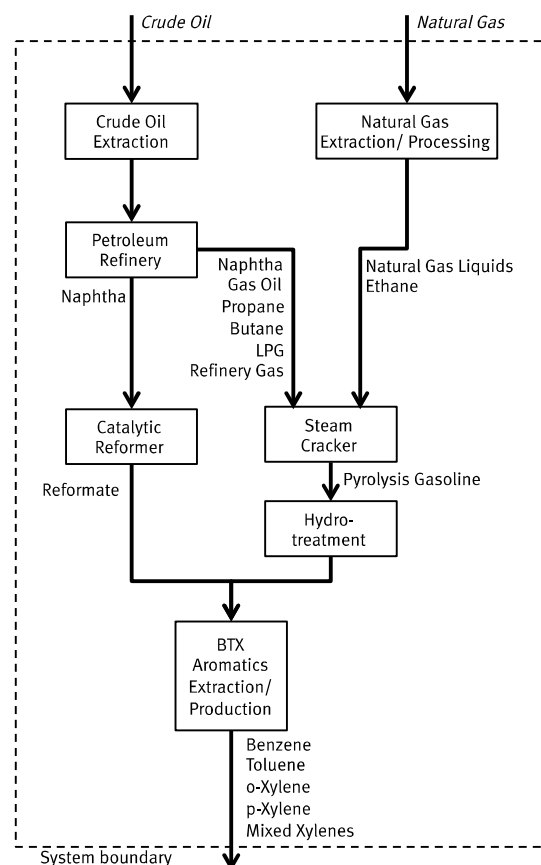 Crude Oil
Natural Gas
Crude Oil
Extraction
Natural Gas
Extraction/ Processing
Petroleum
Refinery
Naphtha
Naphtha
Gas Oil
Propane
Butane
LPG
Refinery Gas
Natural Gas Liquids
Ethane
Catalytic
Reformer
Steam
Cracker
Reformate
Pyrolysis Gasoline
Hydro-
treatment
BTX
Aromatics
Extraction/
Production
Benzene
Toluene
o-Xylene
p-Xylene
Mixed Xylenes
System boundary